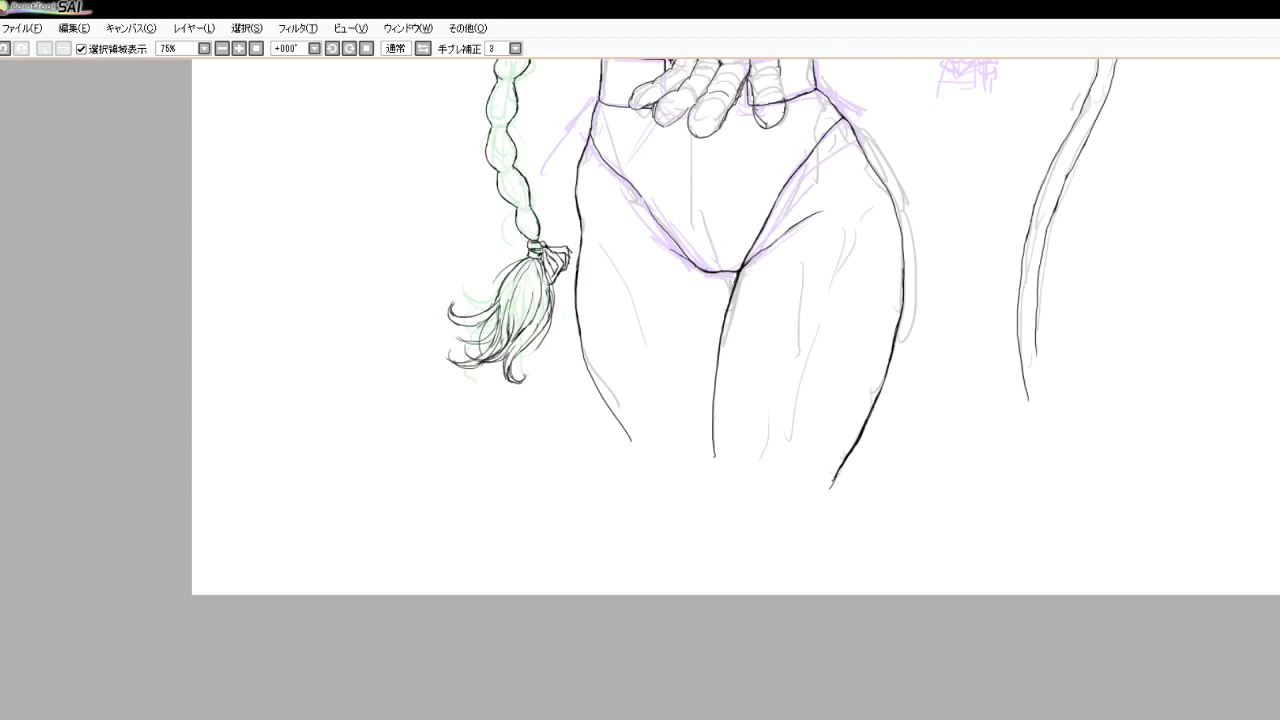 PaintTool SAI
ファイル(F) 編集(E) キャンバス(C) レイヤー(L) 選択(S) フィルタ(T) ビュー(V) ウィンドウ(W) その他(O)
選択領域表示 75% +000° 通常 手ブレ補正 3